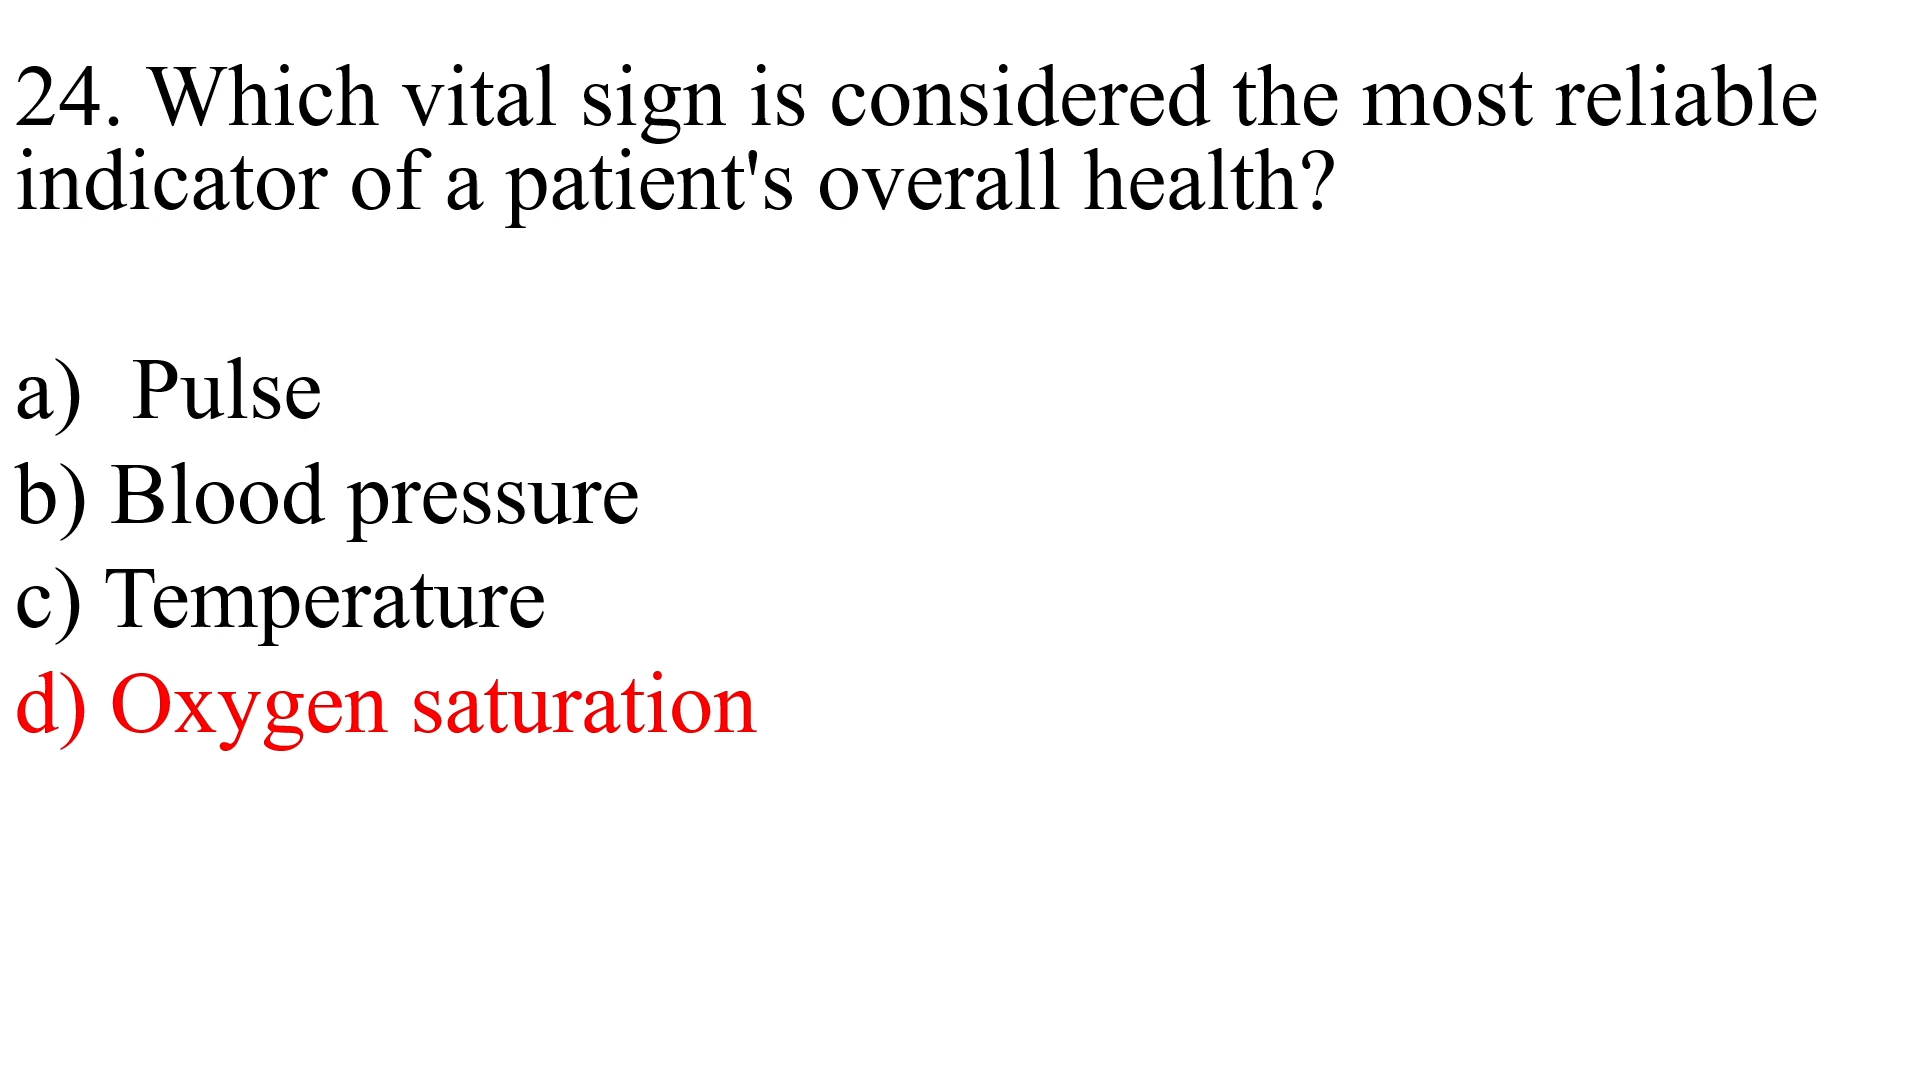 24. Which vital sign is considered the most reliable
indicator of a patient's overall health?
a)  Pulse
b) Blood pressure
c) Temperature
d) Oxygen saturation